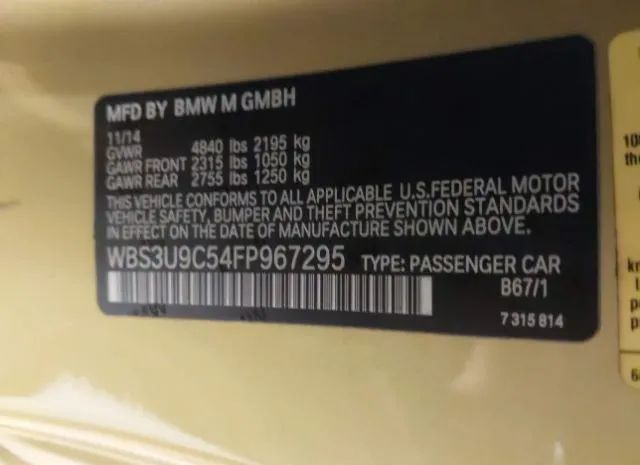 MFD BY BMW M GMBH
11/14
GVWR 4840 lbs 2195 kg
GAWR FRONT 2315 lbs 1050 kg
GAWR REAR 2755 lbs 1250 kg
THIS VEHICLE CONFORMS TO ALL APPLICABLE U.S.FEDERAL MOTOR
VEHICLE SAFETY, BUMPER AND THEFT PREVENTION STANDARDS
IN EFFECT ON THE DATE OF MANUFACTURE SHOWN ABOVE.
WBS3U9C54FP967295 TYPE: PASSENGER CAR
B67/1
7 315 814
108
the